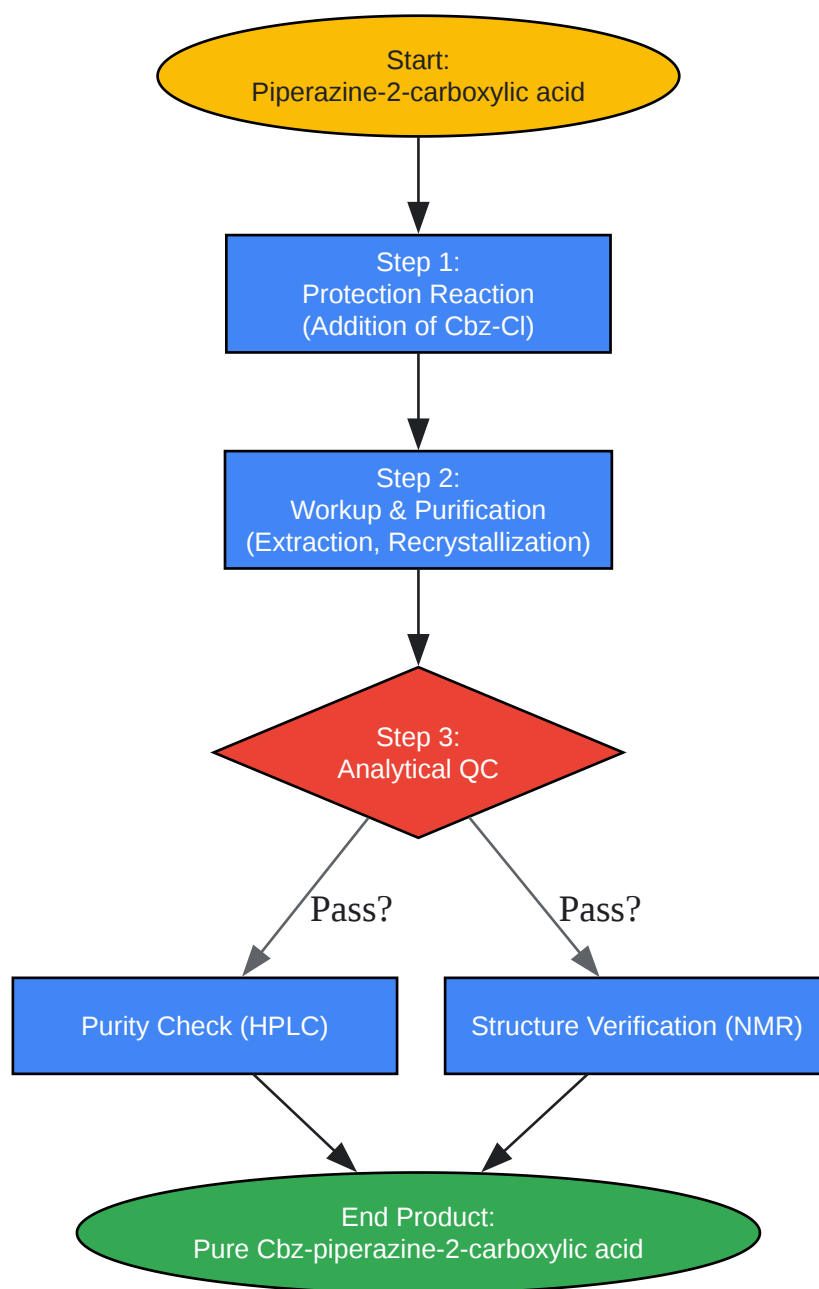 Start:
Piperazine-2-carboxylic acid
Step 1:
Protection Reaction
(Addition of Cbz-Cl)
Step 2:
Workup & Purification
(Extraction, Recrystallization)
Step 3:
Analytical QC
Pass?
Pass?
Purity Check (HPLC)
Structure Verification (NMR)
End Product:
Pure Cbz-piperazine-2-carboxylic acid